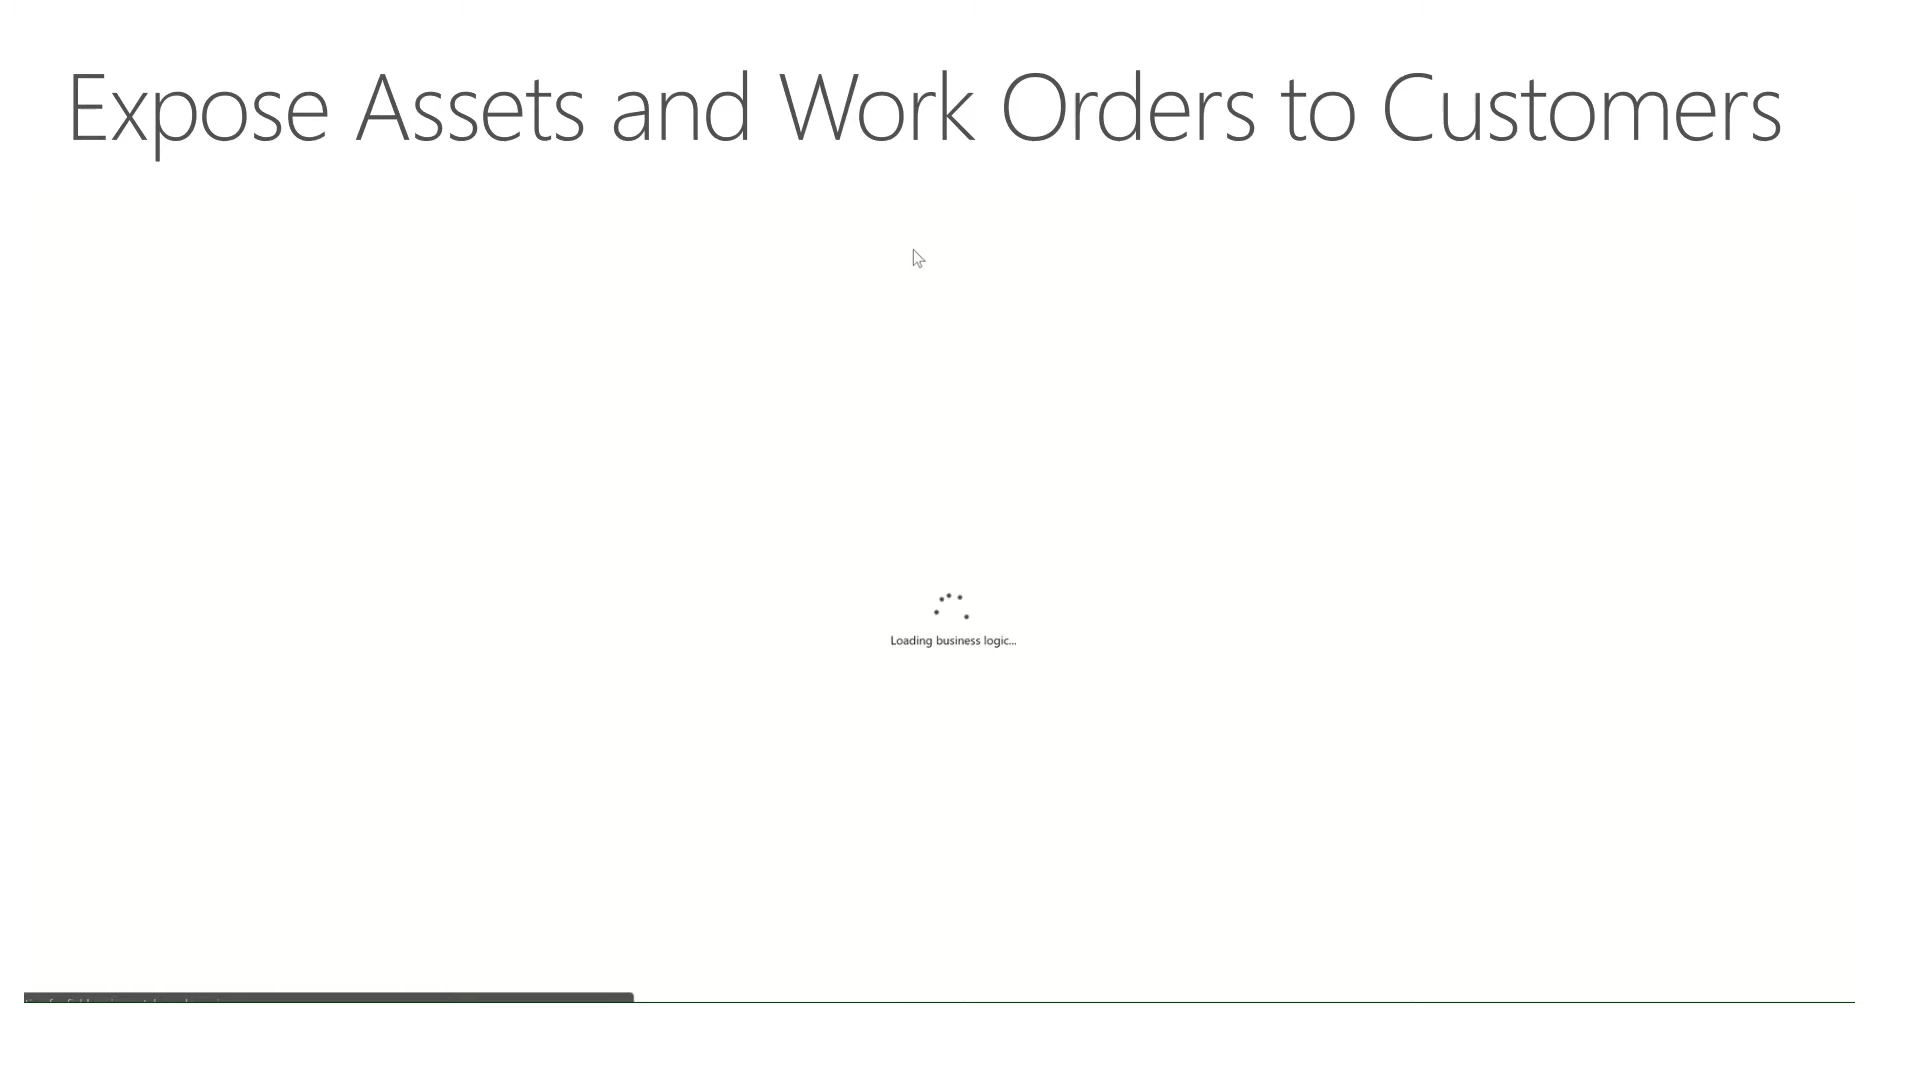 Expose Assets and Work Orders to Customers
Loading business logic...